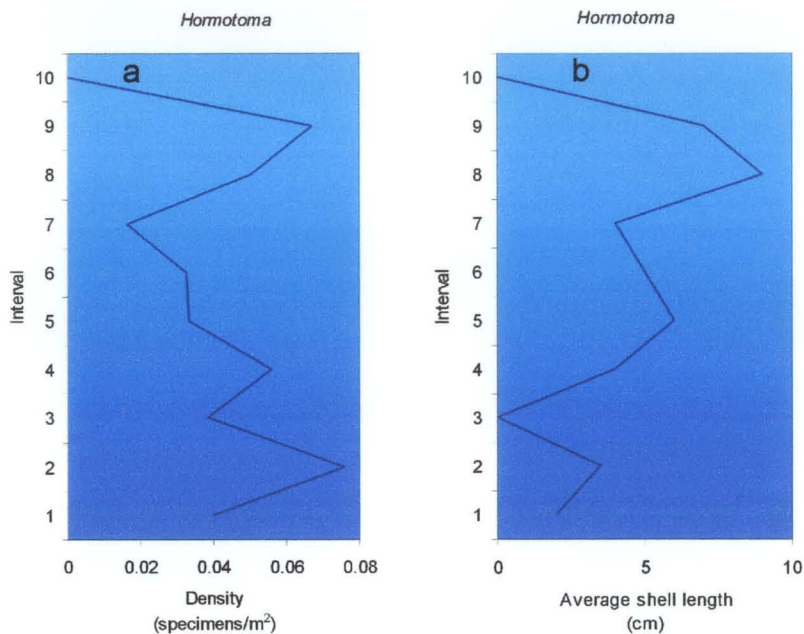 Hormotoma
a
Interval
10
9
8
7
6
5
4
3
2
1
0 0.02 0.04 0.06 0.08
Density
(specimens/m²)
Hormotoma
b
Interval
10
9
8
7
6
5
4
3
2
1
0 5 10
Average shell length
(cm)